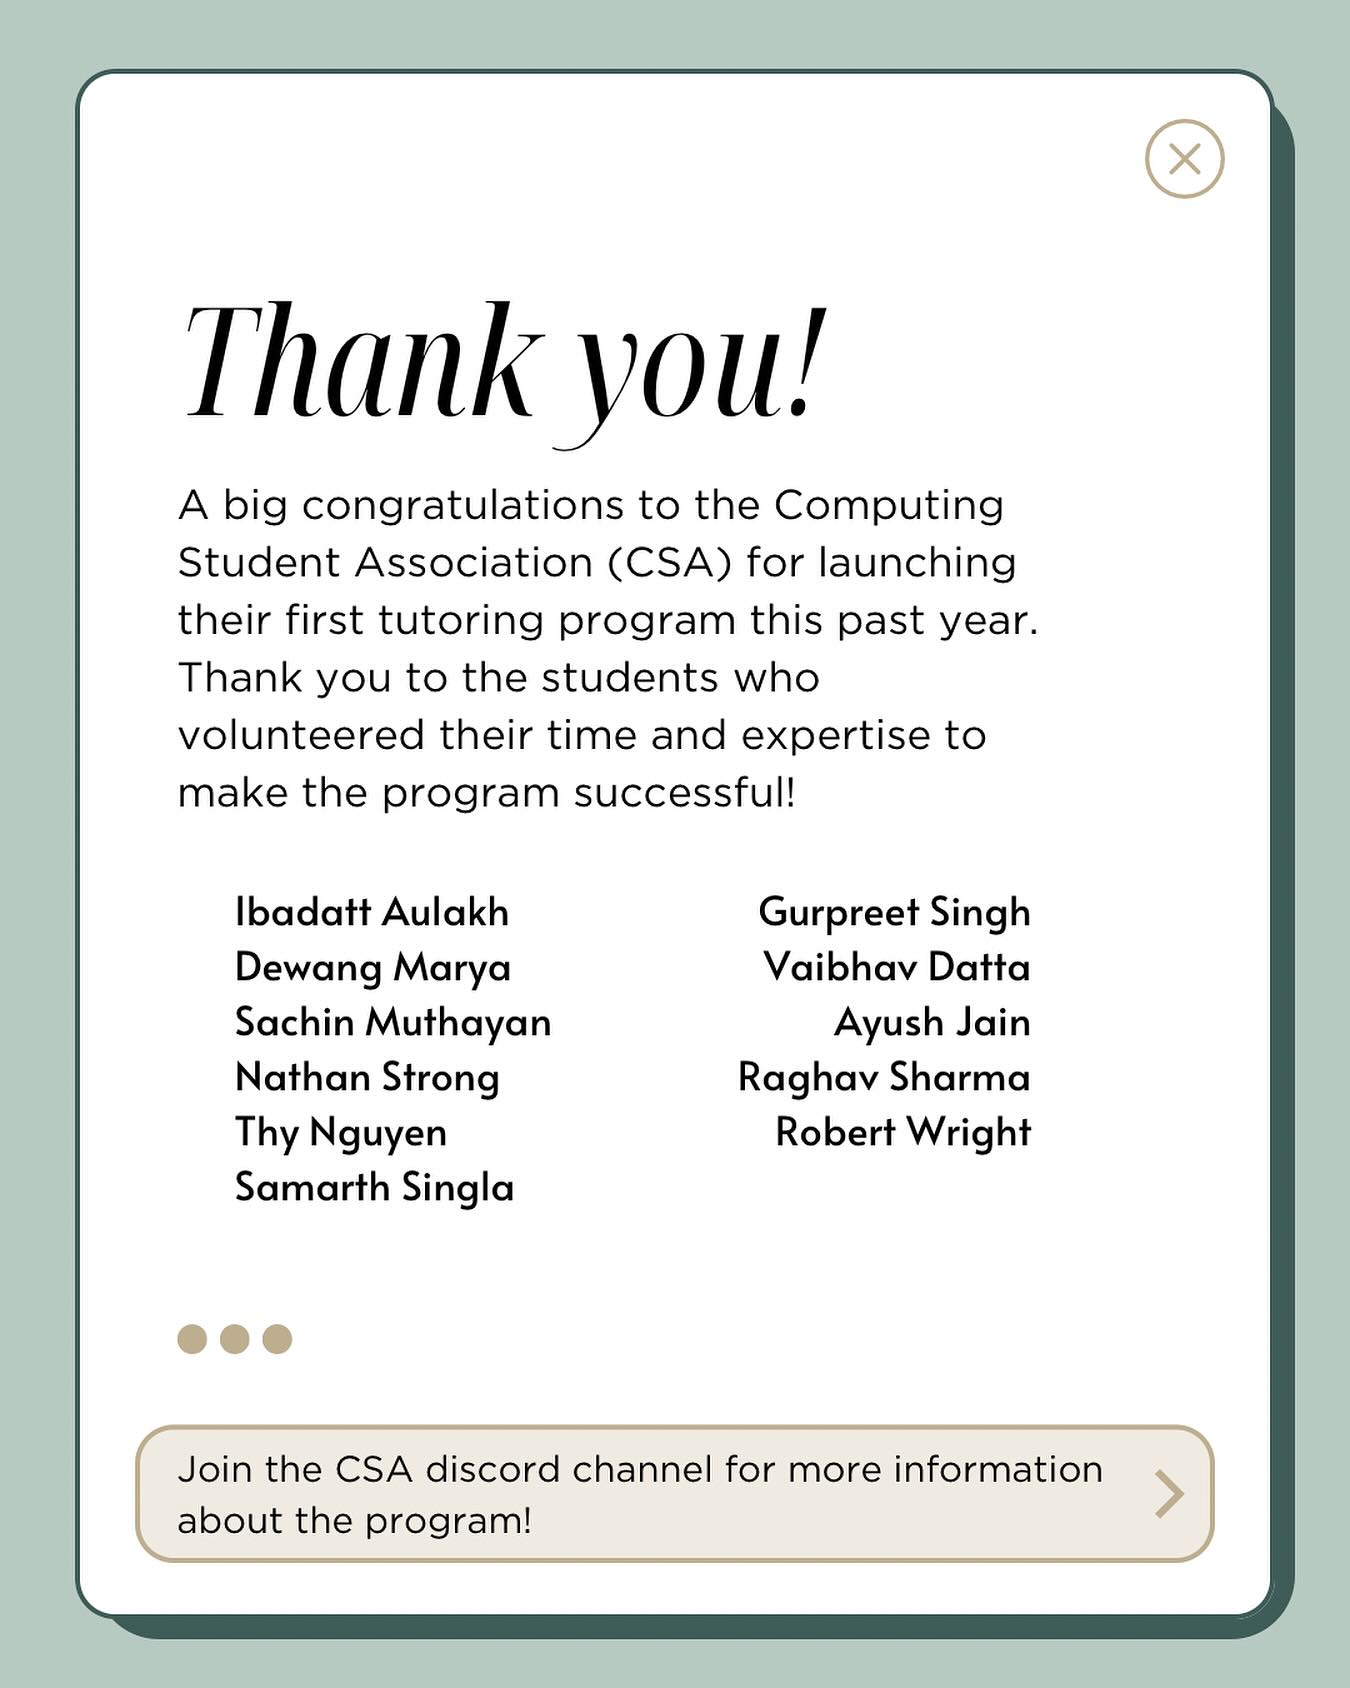 Thank you!
A big congratulations to the Computing
Student Association (CSA) for launching
their first tutoring program this past year.
Thank you to the students who
volunteered their time and expertise to
make the program successful!
Ibadatt Aulakh
Dewang Marya
Sachin Muthayan
Nathan Strong
Thy Nguyen
Samarth Singla
Gurpreet Singh
Vaibhav Datta
Ayush Jain
Raghav Sharma
Robert Wright
Join the CSA discord channel for more information
about the program!